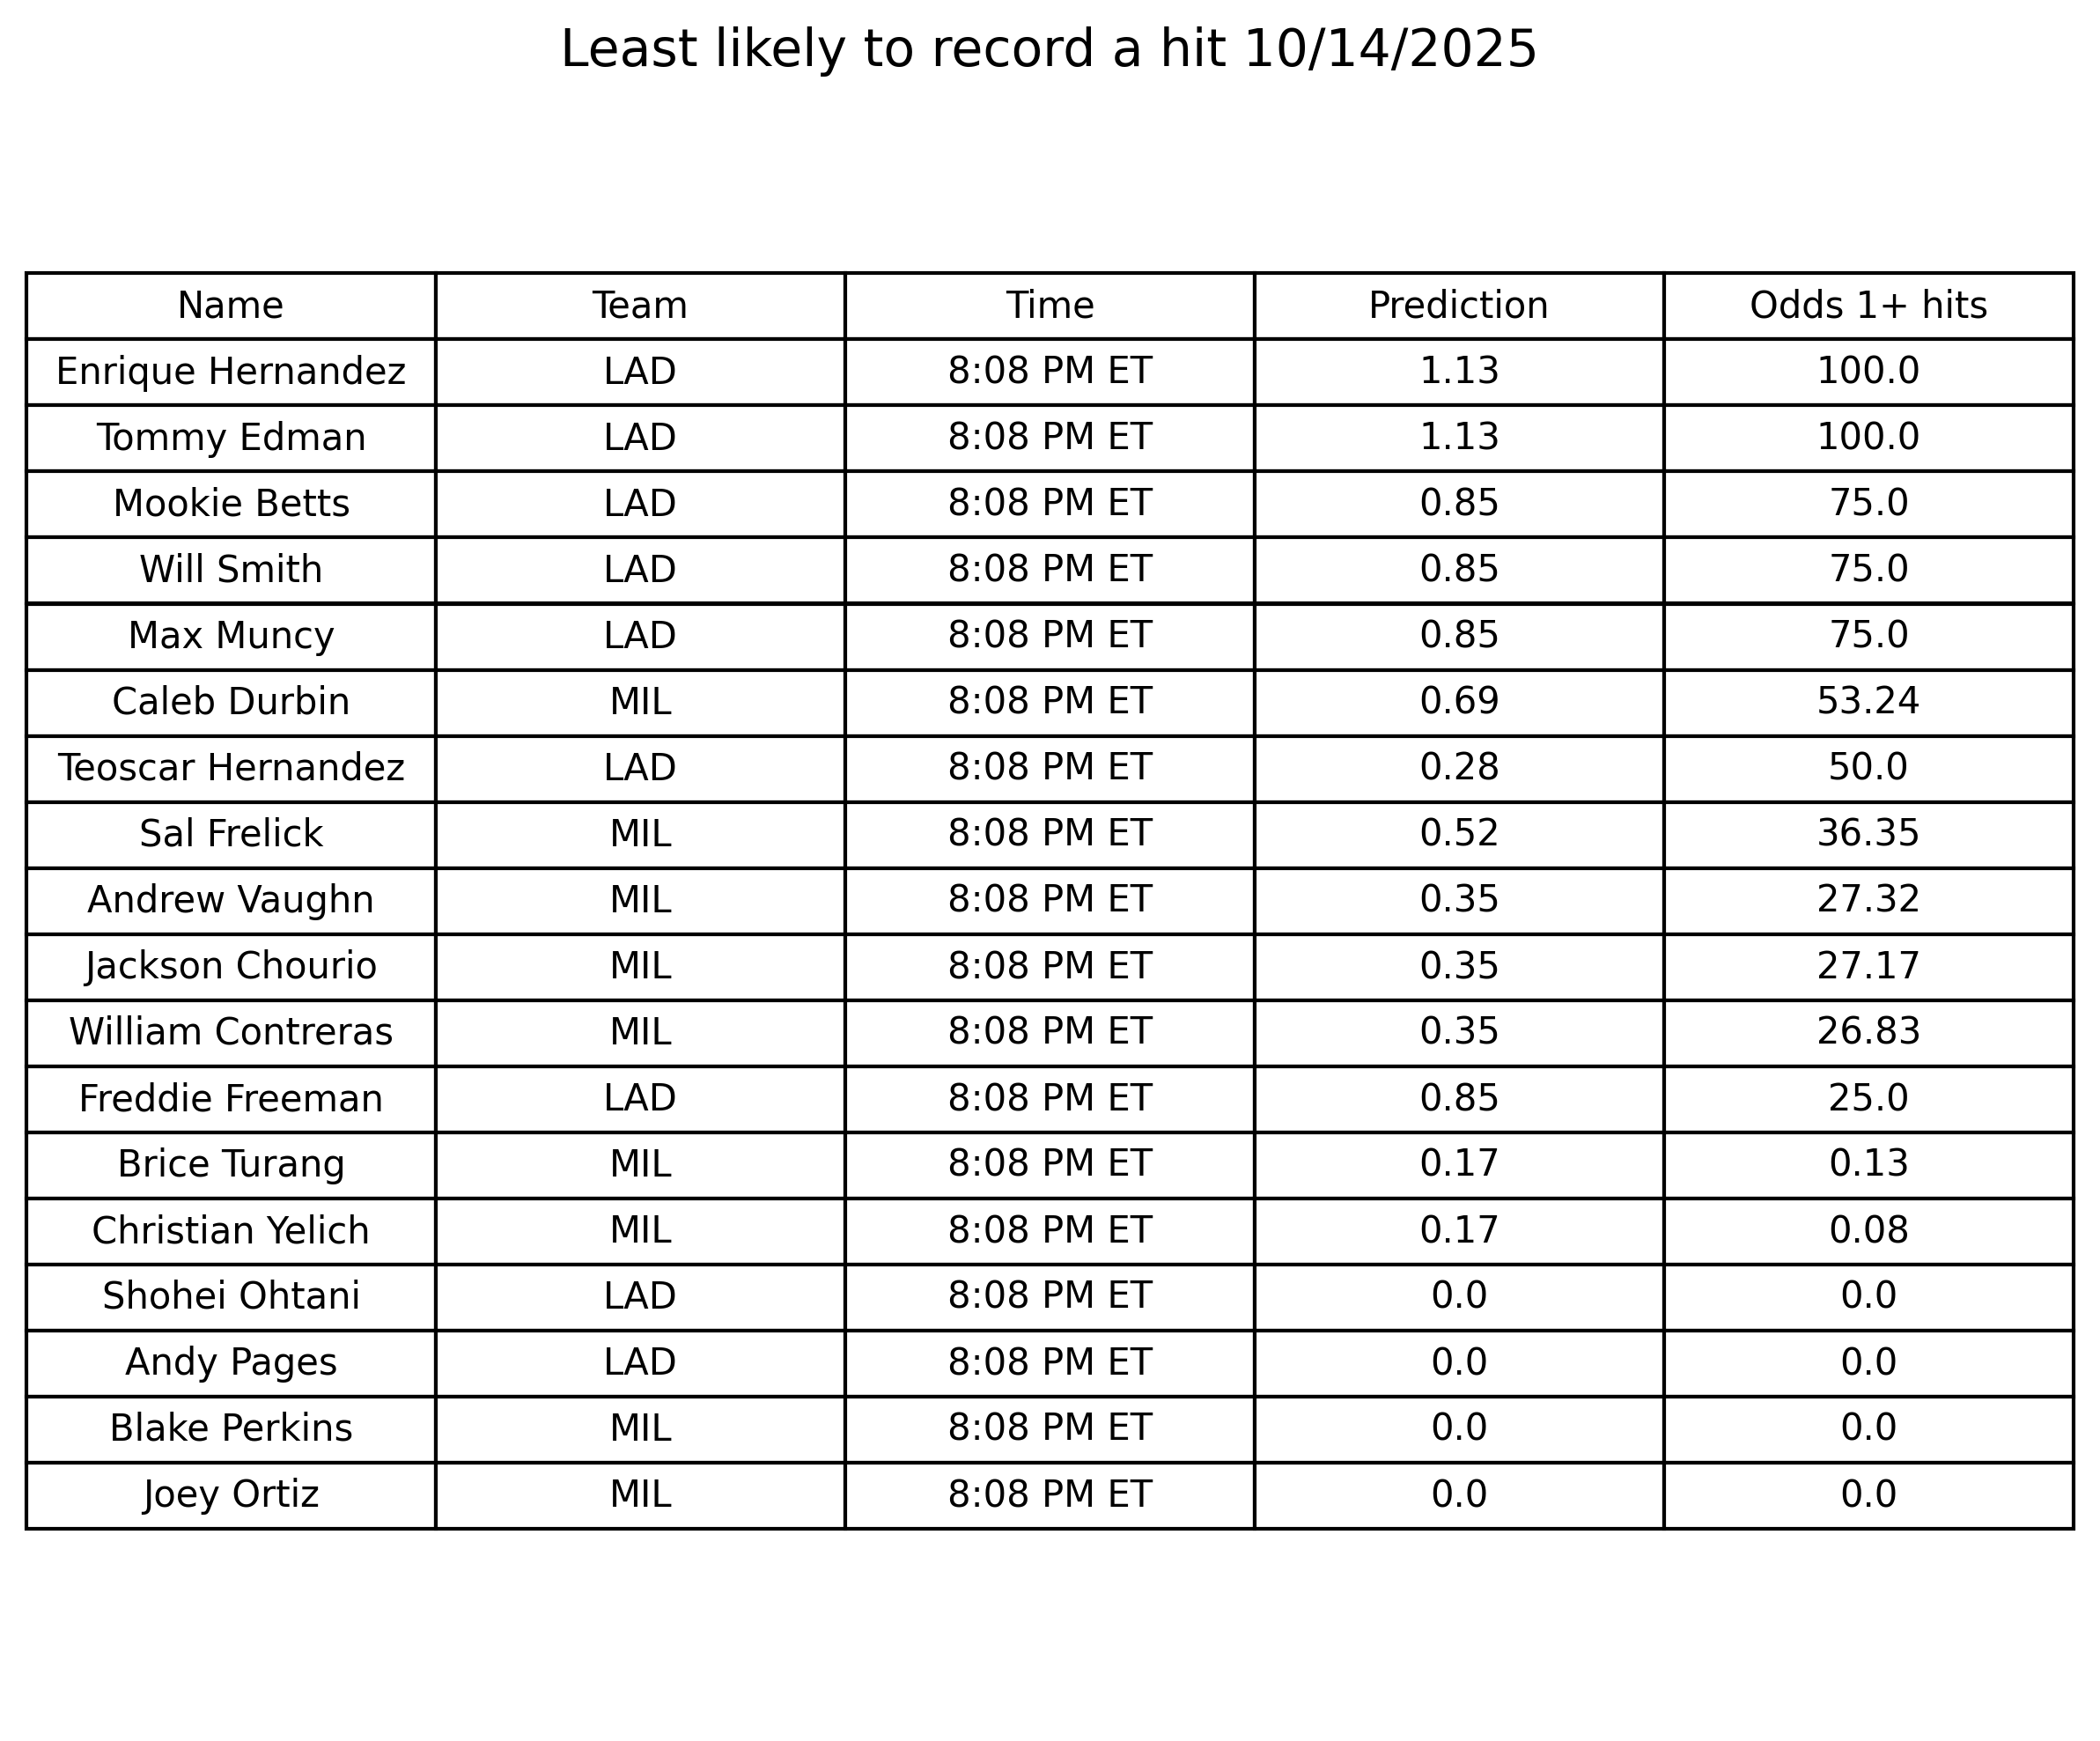 Least likely to record a hit 10/14/2025
Name Team Time Prediction Odds 1+ hits
Enrique Hernandez LAD 8:08 PM ET 1.13 100.0
Tommy Edman LAD 8:08 PM ET 1.13 100.0
Mookie Betts LAD 8:08 PM ET 0.85 75.0
Will Smith LAD 8:08 PM ET 0.85 75.0
Max Muncy LAD 8:08 PM ET 0.85 75.0
Caleb Durbin MIL 8:08 PM ET 0.69 53.24
Teoscar Hernandez LAD 8:08 PM ET 0.28 50.0
Sal Frelick MIL 8:08 PM ET 0.52 36.35
Andrew Vaughn MIL 8:08 PM ET 0.35 27.32
Jackson Chourio MIL 8:08 PM ET 0.35 27.17
William Contreras MIL 8:08 PM ET 0.35 26.83
Freddie Freeman LAD 8:08 PM ET 0.85 25.0
Brice Turang MIL 8:08 PM ET 0.17 0.13
Christian Yelich MIL 8:08 PM ET 0.17 0.08
Shohei Ohtani LAD 8:08 PM ET 0.0 0.0
Andy Pages LAD 8:08 PM ET 0.0 0.0
Blake Perkins MIL 8:08 PM ET 0.0 0.0
Joey Ortiz MIL 8:08 PM ET 0.0 0.0